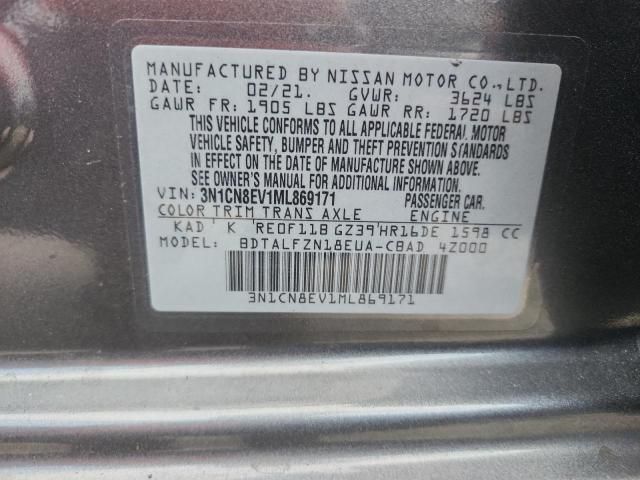 MANUFACTURED BY NISSAN MOTOR CO., LTD.
DATE: 02/21. GVWR: 3624 LBS
GAWR FR: 1905 LBS GAWR RR: 1720 LBS
THIS VEHICLE CONFORMS TO ALL APPLICABLE FEDERAL MOTOR
VEHICLE SAFETY, BUMPER AND THEFT PREVENTION STANDARDS
IN EFFECT ON THE DATE OF MANUFACTURE SHOWN ABOVE.
SEE OWNER'S MANUAL FOR ADDITIONAL INFORMATION.
VIN: 3N1CN8EV1ML869171 PASSENGER CAR.
COLOR TRIM TRANS AXLE ENGINE
KAD K RE0F11B GZ39 HR16DE 1598 CC
MODEL: BDTALFZN18EUA-CBAD 4Z000
3N1CN8EV1ML869171